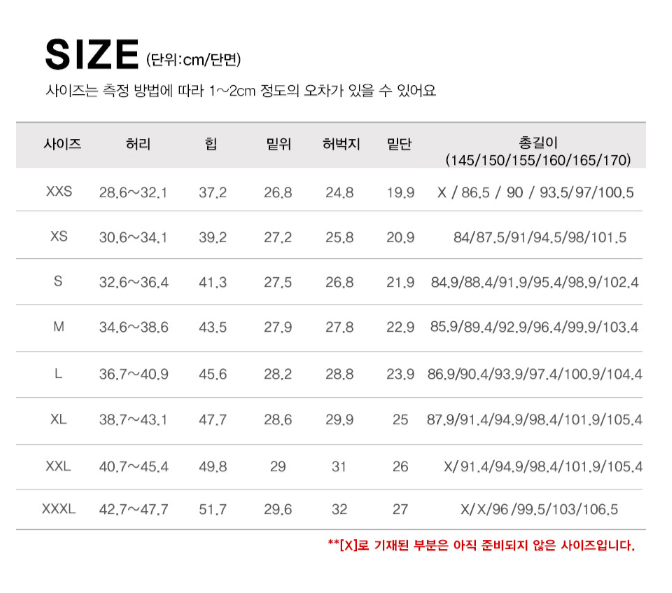 SIZE (단위:cm/단면)
사이즈는 측정 방법에 따라 1~2cm 정도의 오차가 있을 수 있어요
사이즈 허리 힙 밑위 허벅지 밑단 총길이
(145/150/155/160/165/170)
XXS 28.6~32.1 37.2 26.8 24.8 19.9 X / 86.5 / 90 / 93.5/97/100.5
XS 30.6~34.1 39.2 27.2 25.8 20.9 84/87.5/91/94.5/98/101.5
S 32.6~36.4 41.3 27.5 26.8 21.9 84.9/88.4/91.9/95.4/98.9/102.4
M 34.6~38.6 43.5 27.9 27.8 22.9 85.9/89.4/92.9/96.4/99.9/103.4
L 36.7~40.9 45.6 28.2 28.8 23.9 86.9/90.4/93.9/97.4/100.9/104.4
XL 38.7~43.1 47.7 28.6 29.9 25 87.9/91.4/94.9/98.4/101.9/105.4
XXL 40.7~45.4 49.8 29 31 26 X/91.4/94.9/98.4/101.9/105.4
XXXL 42.7~47.7 51.7 29.6 32 27 X/X/96/99.5/103/106.5
**[X]로 기재된 부분은 아직 준비되지 않은 사이즈입니다.